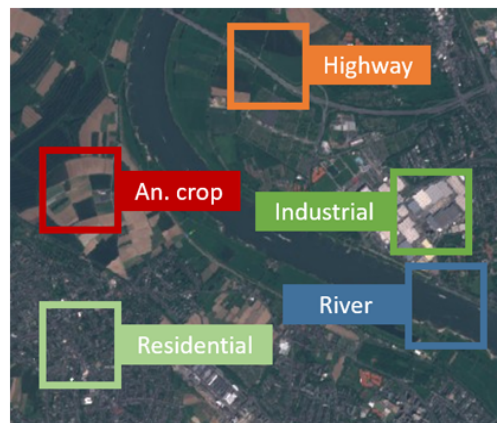 Highway
An. crop
Industrial
River
Residential